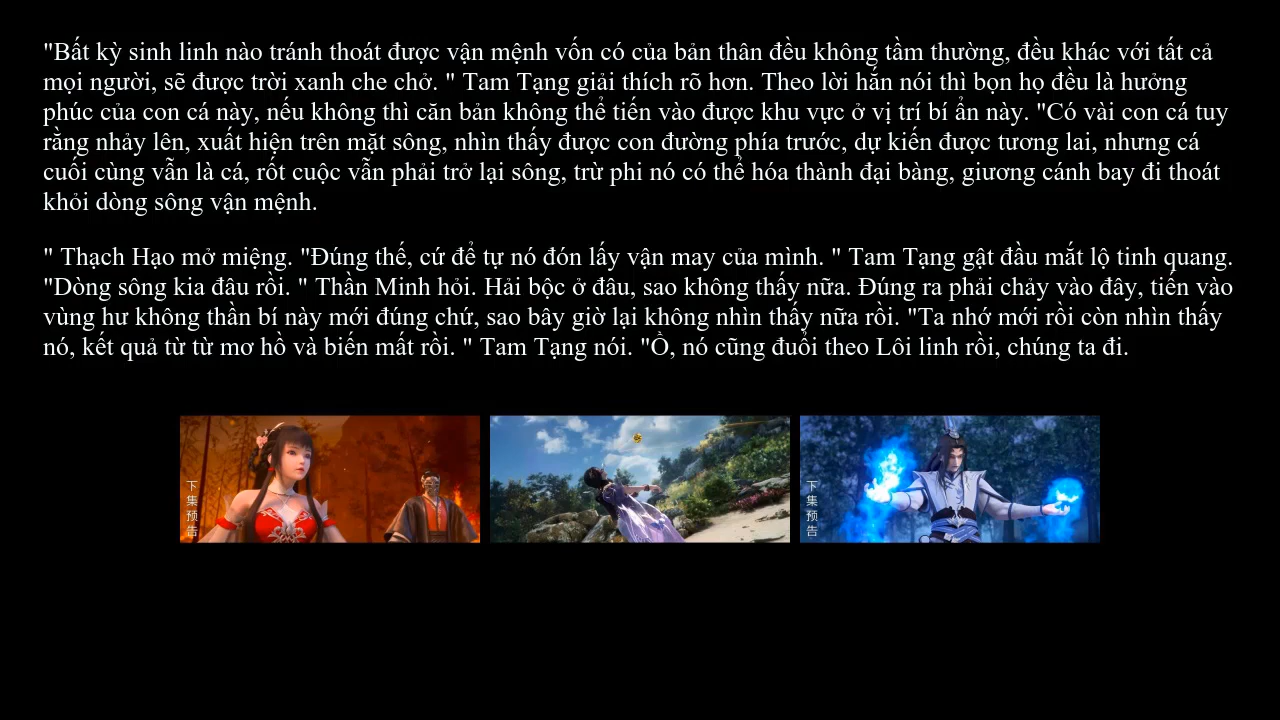 "Bất kỳ sinh linh nào tránh thoát được vận mệnh vốn có của bản thân đều không tầm thường, đều khác với tất cả
mọi người, sẽ được trời xanh che chở. " Tam Tạng giải thích rõ hơn. Theo lời hắn nói thì bọn họ đều là hưởng
phúc của con cá này, nếu không thì căn bản không thể tiến vào được khu vực ở vị trí bí ẩn này. "Có vài con cá tuy
rằng nhảy lên, xuất hiện trên mặt sông, nhìn thấy được con đường phía trước, dự kiến được tương lai, nhưng cá
cuối cùng vẫn là cá, rốt cuộc vẫn phải trở lại sông, trừ phi nó có thể hóa thành đại bàng, giương cánh bay đi thoát
khỏi dòng sông vận mệnh.
" Thạch Hạo mở miệng. "Đúng thế, cứ để tự nó đón lấy vận may của mình. " Tam Tạng gật đầu mắt lộ tinh quang.
"Dòng sông kia đâu rồi. " Thần Minh hỏi. Hải bộc ở đâu, sao không thấy nữa. Đúng ra phải chảy vào đây, tiến vào
vùng hư không thần bí này mới đúng chứ, sao bây giờ lại không nhìn thấy nữa rồi. "Ta nhớ mới rồi còn nhìn thấy
nó, kết quả từ từ mơ hồ và biến mất rồi. " Tam Tạng nói. "Ồ, nó cũng đuổi theo Lôi linh rồi, chúng ta đi.
下集预告
下集预告